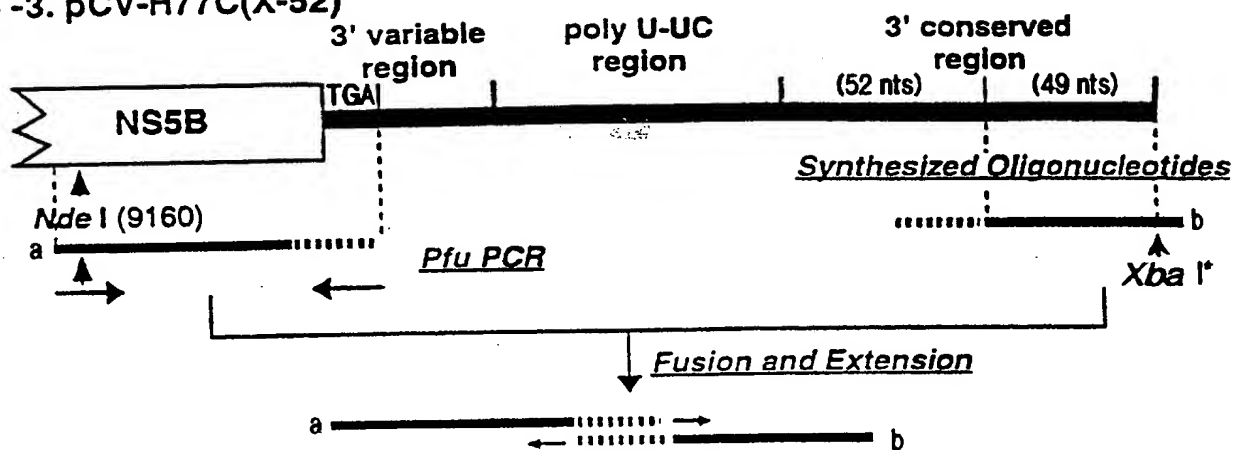 -3. pCV-H77C(X-52)
3' variable region
poly U-UC region
3' conserved region
(52 nts)
(49 nts)
TGA
NS5B
Synthesized Oligonucleotides
Nde I (9160)
a
b
Pfu PCR
Xba I*
Fusion and Extension
a
b